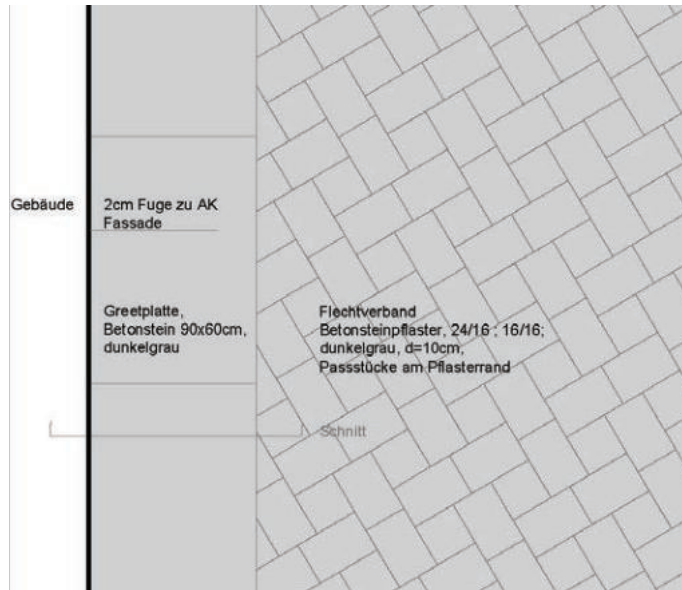 Gebäude
2cm Fuge zu AK
Fassade
Greetplatte,
Betonstein 90x60cm,
dunkelgrau
Flechtverband
Betonsteinpflaster, 24/16 ; 16/16;
dunkelgrau, d=10cm,
Passstücke am Pflasterrand
Schnitt